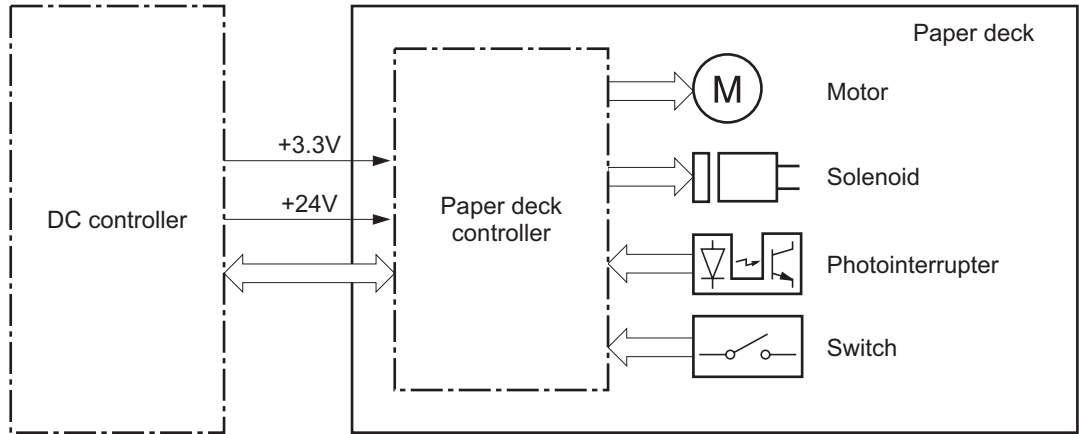 Paper deck
M
Motor
+3.3V
Solenoid
+24V
DC controller
Paper deck
controller
Photointerrupter
Switch